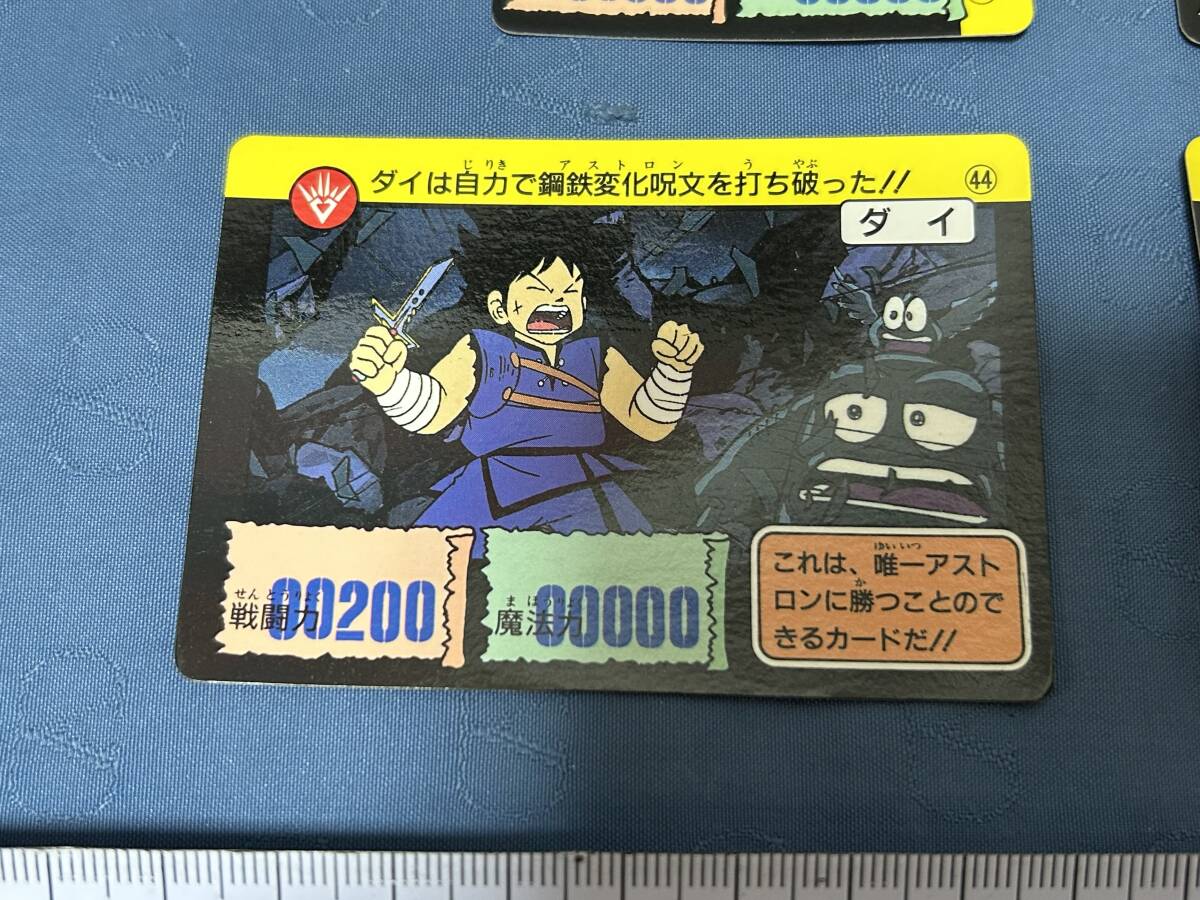 ダイは自力で鋼鉄変化呪文を打ち破った!!
じりき アストロン う やぶ
㊹
ダイ
せんとうりょく
戦闘力 00200
まほうりょく
魔法力 00000
これは、唯一アスト
ゆいいつ
ロンに勝つことので
か
きるカードだ!!